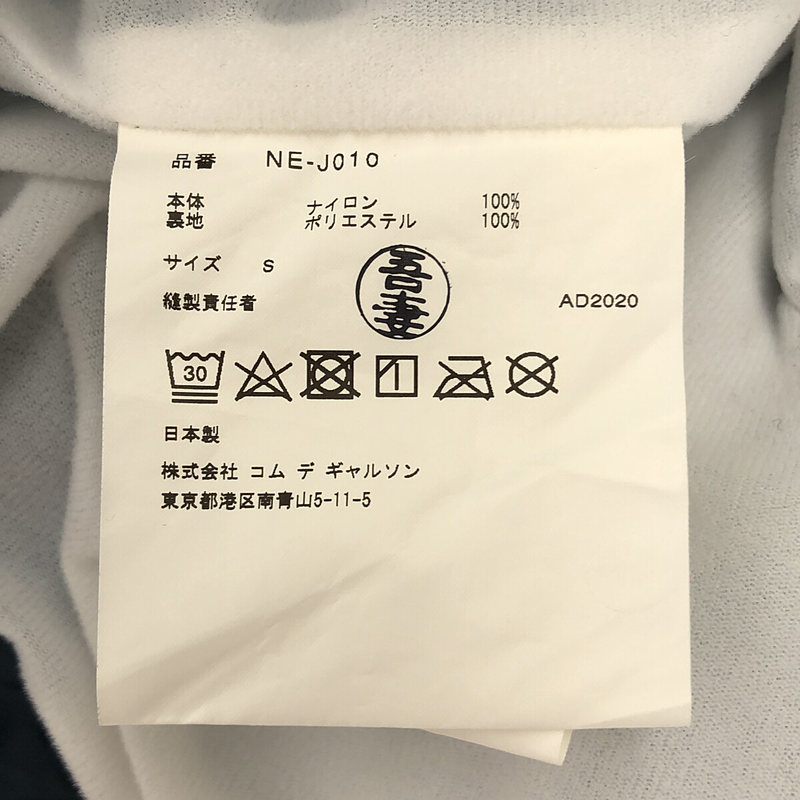 品番 NE-J010
本体 ナイロン 100%
裏地 ポリエステル 100%
サイズ S
吾妻
縫製責任者 AD2020
30
日本製
株式会社 コム デ ギャルソン
東京都港区南青山5-11-5